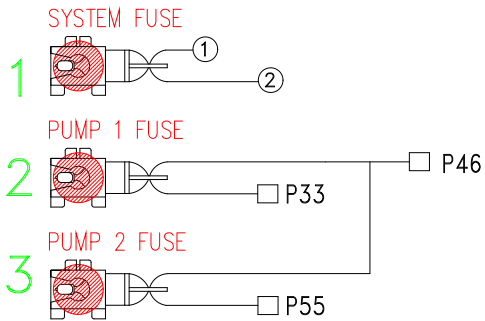 SYSTEM FUSE
1
1
2
PUMP 1 FUSE
2
P46
P33
PUMP 2 FUSE
3
P55